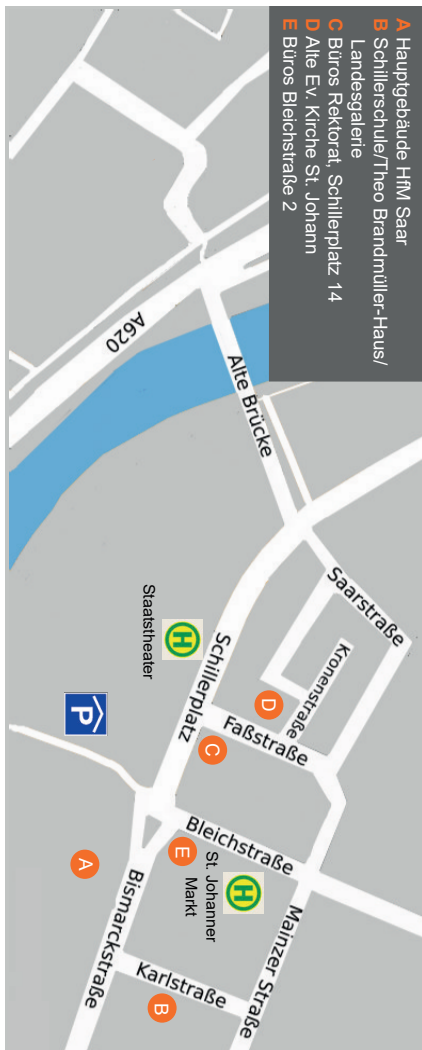 A Hauptgebäude HfM Saar
B Schillerschule/Theo Brandmüller-Haus/
Landesgalerie
C Büros Rektorat, Schillerplatz 14
D Alte Ev. Kirche St. Johann
E Büros Bleichstraße 2
A620
Alte Brücke
Saarstraße
Kronenstraße
D
Faßstraße
Schillerplatz
H
Staatstheater
C
P
Bleichstraße
E
H
St. Johanner
Markt
A
Mainzer Straße
Bismarckstraße
Karlstraße
B